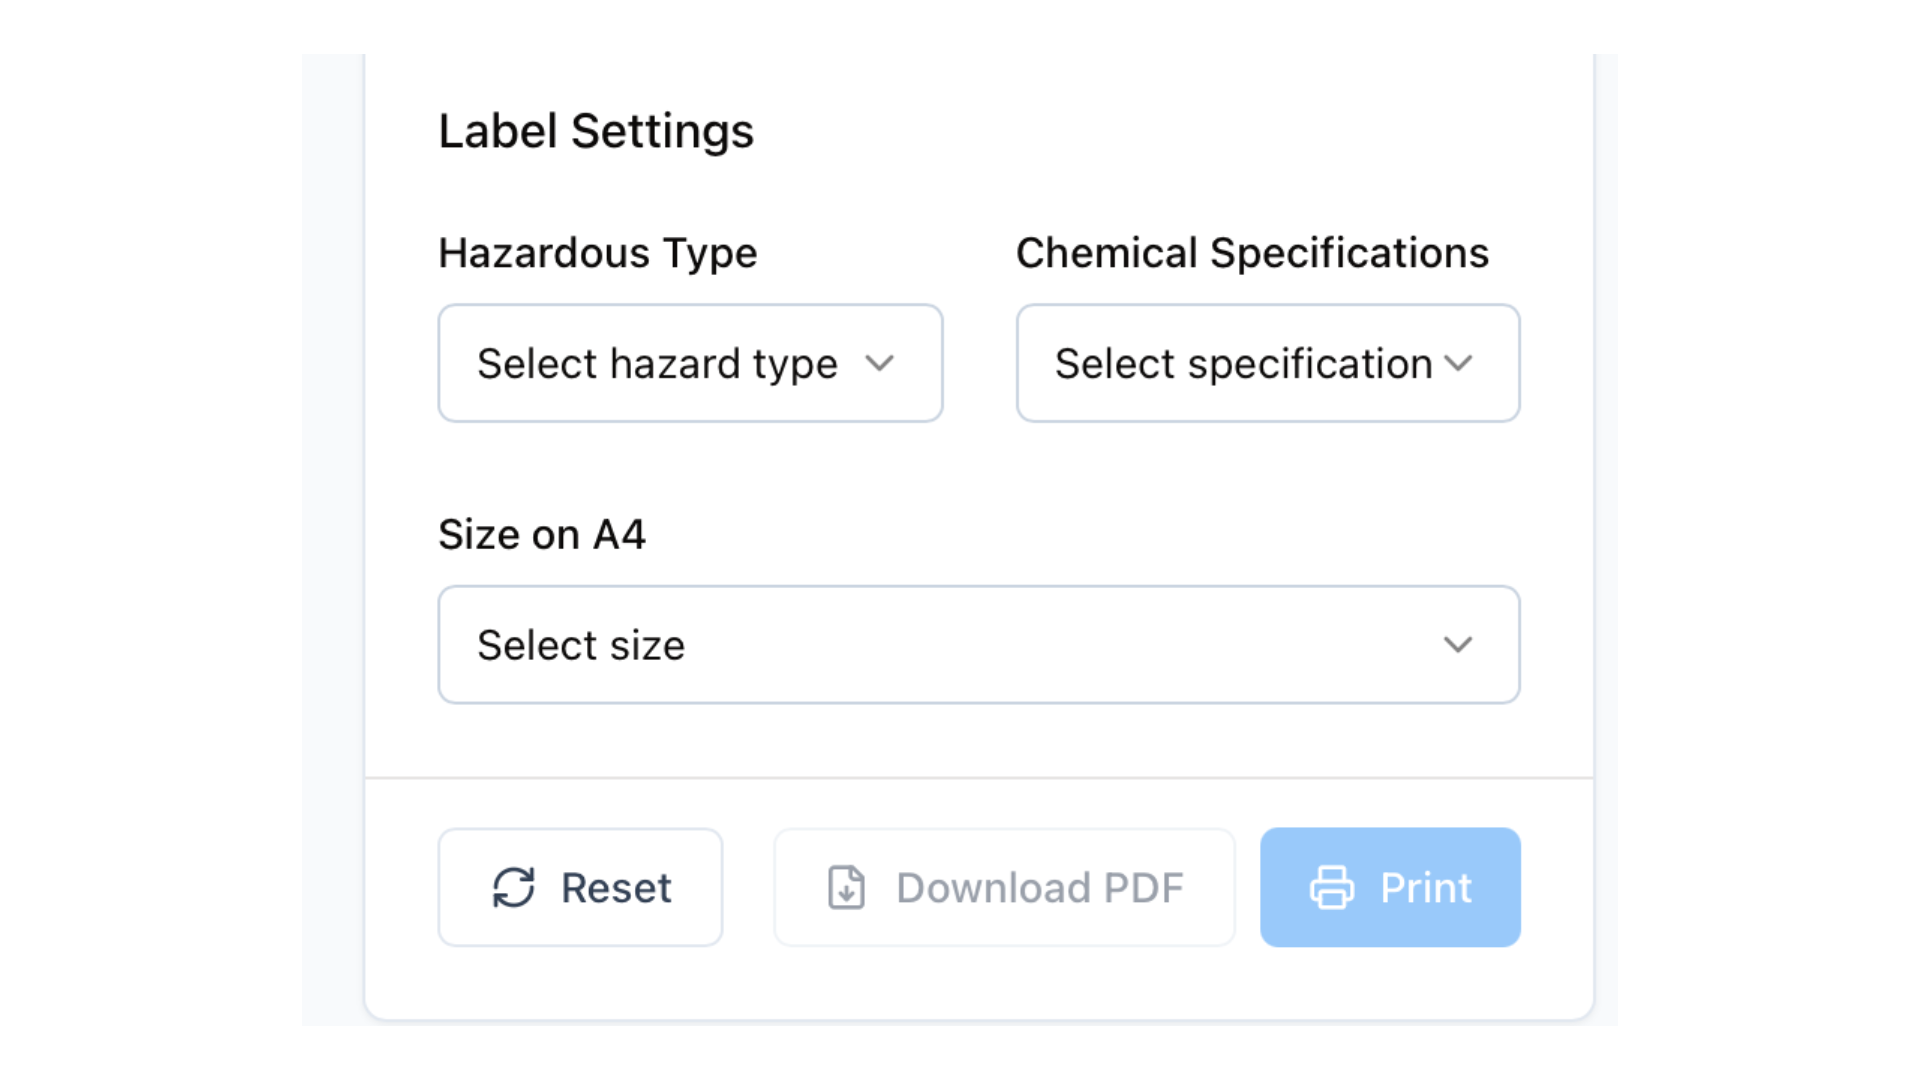 Label Settings
Hazardous Type
Chemical Specifications
Select hazard type
Select specification
Size on A4
Select size
Reset
Download PDF
Print